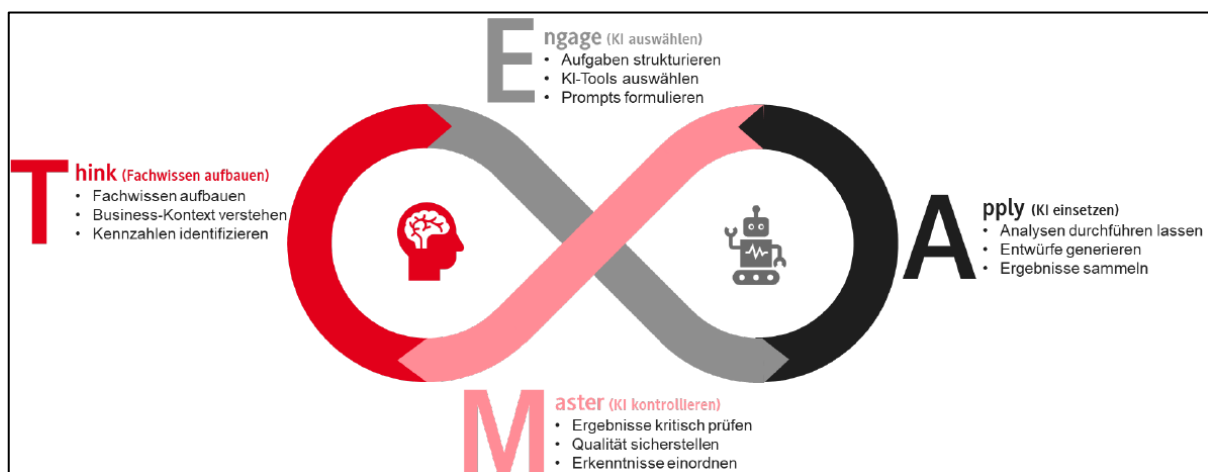 Think (Fachwissen aufbauen)
• Fachwissen aufbauen
• Business-Kontext verstehen
• Kennzahlen identifizieren
Engage (KI auswählen)
• Aufgaben strukturieren
• KI-Tools auswählen
• Prompts formulieren
Apply (KI einsetzen)
• Analysen durchführen lassen
• Entwürfe generieren
• Ergebnisse sammeln
Master (KI kontrollieren)
• Ergebnisse kritisch prüfen
• Qualität sicherstellen
• Erkenntnisse einordnen